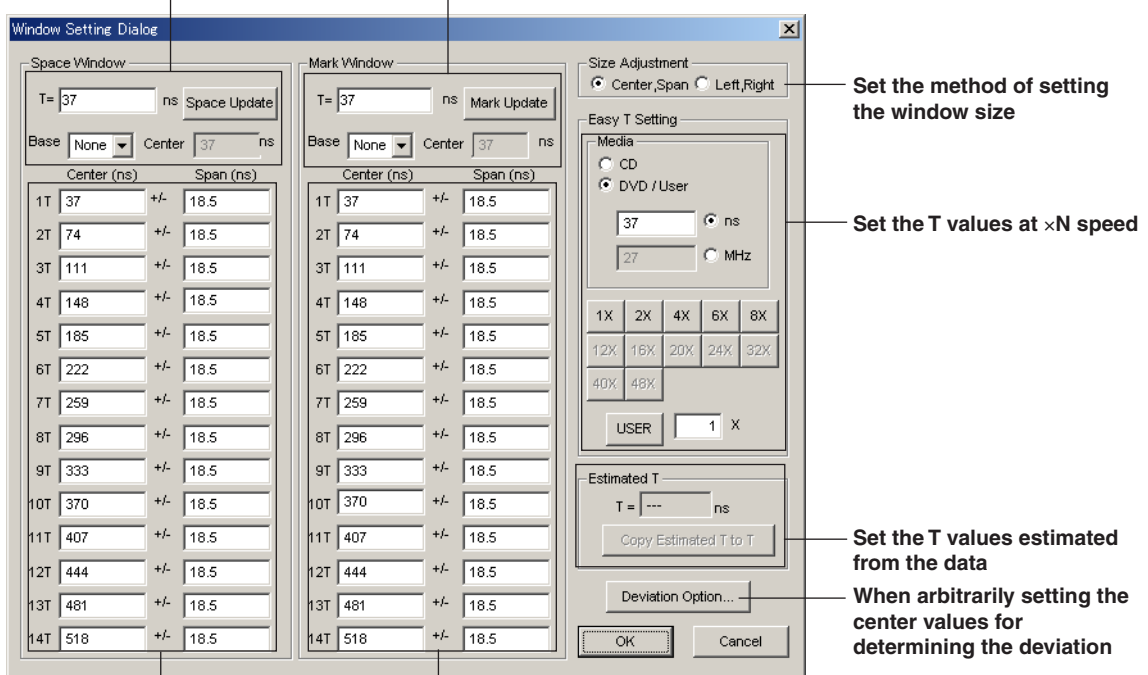 Window Setting Dialog
Space Window
T= 37 ns Space Update
Base None Center 37 ns
Center (ns) Span (ns)
1T 37 +/- 18.5
2T 74 +/- 18.5
3T 111 +/- 18.5
4T 148 +/- 18.5
5T 185 +/- 18.5
6T 222 +/- 18.5
7T 259 +/- 18.5
8T 296 +/- 18.5
9T 333 +/- 18.5
10T 370 +/- 18.5
11T 407 +/- 18.5
12T 444 +/- 18.5
13T 481 +/- 18.5
14T 518 +/- 18.5
Mark Window
T= 37 ns Mark Update
Base None Center 37 ns
Center (ns) Span (ns)
1T 37 +/- 18.5
2T 74 +/- 18.5
3T 111 +/- 18.5
4T 148 +/- 18.5
5T 185 +/- 18.5
6T 222 +/- 18.5
7T 259 +/- 18.5
8T 296 +/- 18.5
9T 333 +/- 18.5
10T 370 +/- 18.5
11T 407 +/- 18.5
12T 444 +/- 18.5
13T 481 +/- 18.5
14T 518 +/- 18.5
Size Adjustment
Center,Span Left,Right
Easy T Setting
Media
CD
DVD / User
37 ns
27 MHz
1X 2X 4X 6X 8X
12X 16X 20X 24X 32X
40X 48X
USER 1 X
Estimated T
T = --- ns
Copy Estimated T to T
Deviation Option...
OK Cancel
Set the method of setting
the window size
Set the T values at ×N speed
Set the T values estimated
from the data
When arbitrarily setting the
center values for
determining the deviation